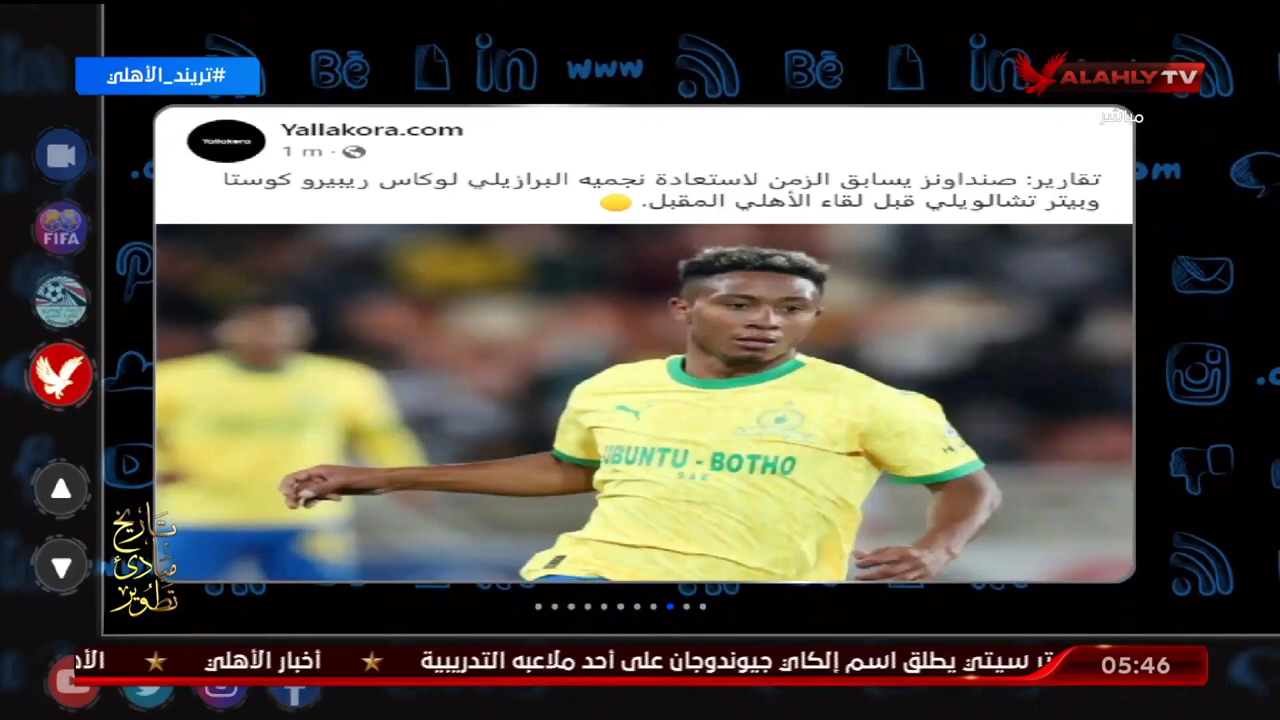 #تريند_الأهلي
ALAHLY TV
مباشر
Yallakora
Yallakora.com
1 m
تقارير: صنداونز يسابق الزمن لاستعادة نجميه البرازيلي لوكاس ريبيرو كوستا
وبيتر تشالويلي قبل لقاء الأهلي المقبل.
FIFA
UBUNTU - BOTHO
تاريخ
مبادئ
تطوير
سيتي يطلق اسم إلكاي جيوندوجان على أحد ملاعبه التدريبية ★ أخبار الأهلي ★
05:46